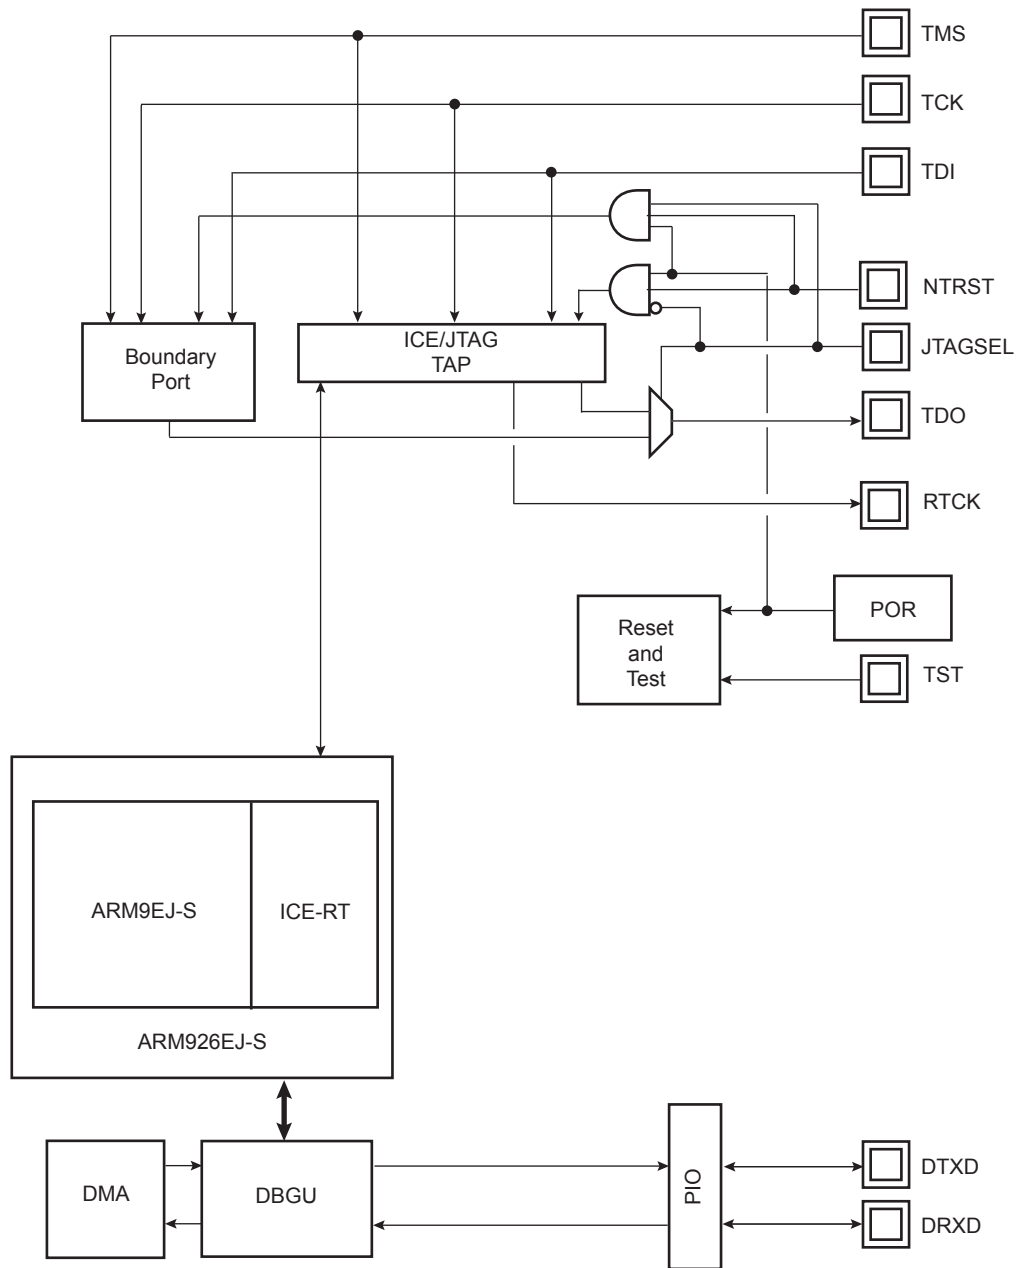 TMS
TCK
TDI
NTRST
JTAGSEL
TDO
RTCK
Boundary
Port
ICE/JTAG
TAP
POR
Reset
and
Test
TST
ARM9EJ-S
ICE-RT
ARM926EJ-S
DMA
DBGU
PIO
DTXD
DRXD